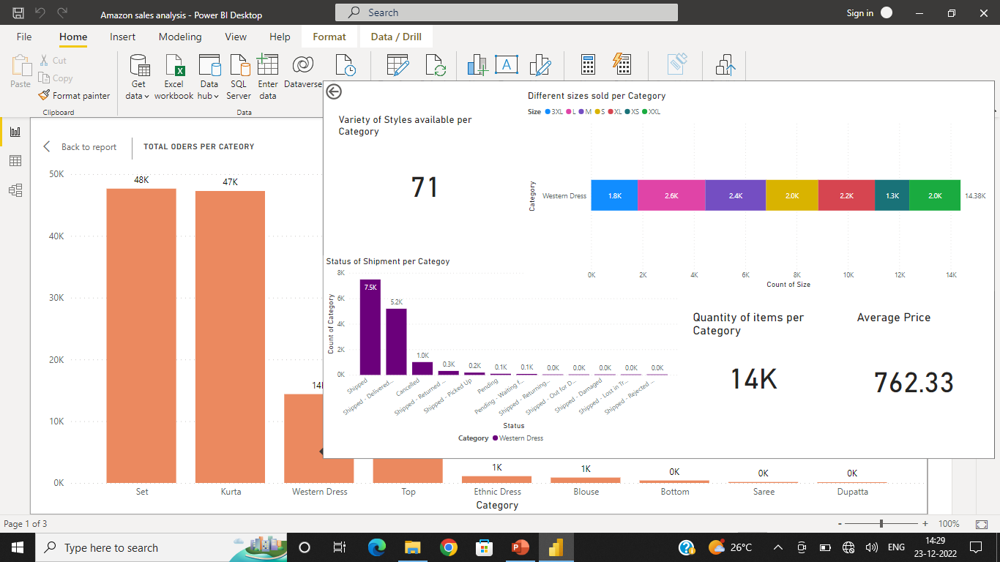 Amazon sales analysis - Power BI Desktop
Search
Sign in
File Home Insert Modeling View Help Format Data / Drill
Paste
Cut
Copy
Format painter
Clipboard
Get data
Excel workbook
Data hub
SQL Server
Enter data
Dataverse
Data
Back to report
TOTAL ODERS PER CATEORY
50K
40K
30K
20K
10K
0K
48K
47K
14
1K
1K
0K
0K
0K
Set Kurta Western Dress Top Ethnic Dress Blouse Bottom Saree Dupatta
Category
Variety of Styles available per
Category
71
Different sizes sold per Category
Size 3XL L M S XL XS XXL
Category
Western Dress
1.8K 2.6K 2.4K 2.0K 2.2K 1.3K 2.0K 14.38K
0K 2K 4K 6K 8K 10K 12K 14K
Count of Size
Status of Shipment per Categoy
Count of Category
8K
6K
4K
2K
0K
7.5K
5.2K
1.0K
0.3K
0.2K
0.1K
0.1K
0.0K
0.0K
0.0K
0.0K
0.0K
Shipped
Shipped - Delivered...
Cancelled
Shipped - Returned ...
Shipped - Picked Up
Pending
Pending - Waiting f...
Shipped - Returning...
Shipped - Out for D...
Shipped - Damaged
Shipped - Lost in Tr...
Shipped - Rejected ...
Status
Category Western Dress
Quantity of items per
Category
14K
Average Price
762.33
Page 1 of 3
- + 100%
Type here to search
26°C
ENG
14:29
23-12-2022